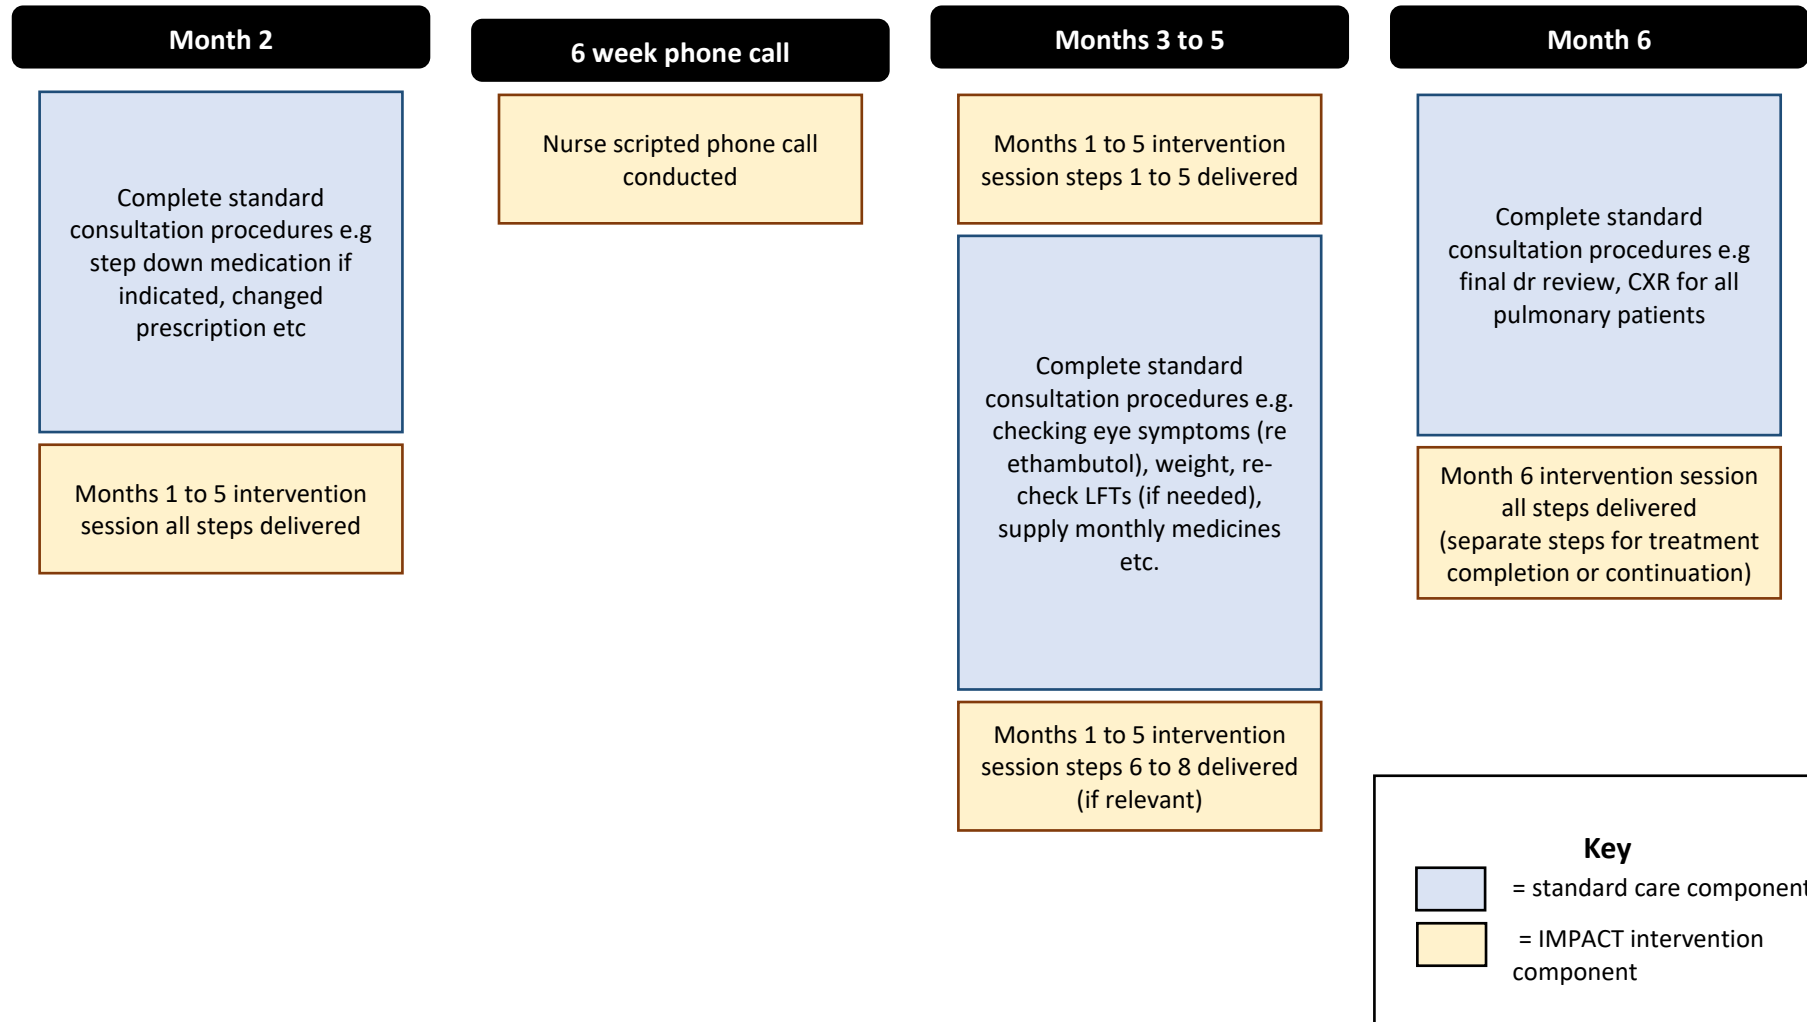 Month 2
Complete standard
consultation procedures e.g
step down medication if
indicated, changed
prescription etc
Months 1 to 5 intervention
session all steps delivered
6 week phone call
Nurse scripted phone call
conducted
Months 3 to 5
Months 1 to 5 intervention
session steps 1 to 5 delivered
Complete standard
consultation procedures e.g.
checking eye symptoms (re
ethambutol), weight, re-
check LFTs (if needed),
supply monthly medicines
etc.
Months 1 to 5 intervention
session steps 6 to 8 delivered
(if relevant)
Month 6
Complete standard
consultation procedures e.g
final dr review, CXR for all
pulmonary patients
Month 6 intervention session
all steps delivered
(separate steps for treatment
completion or continuation)
Key
= standard care component
= IMPACT intervention
component